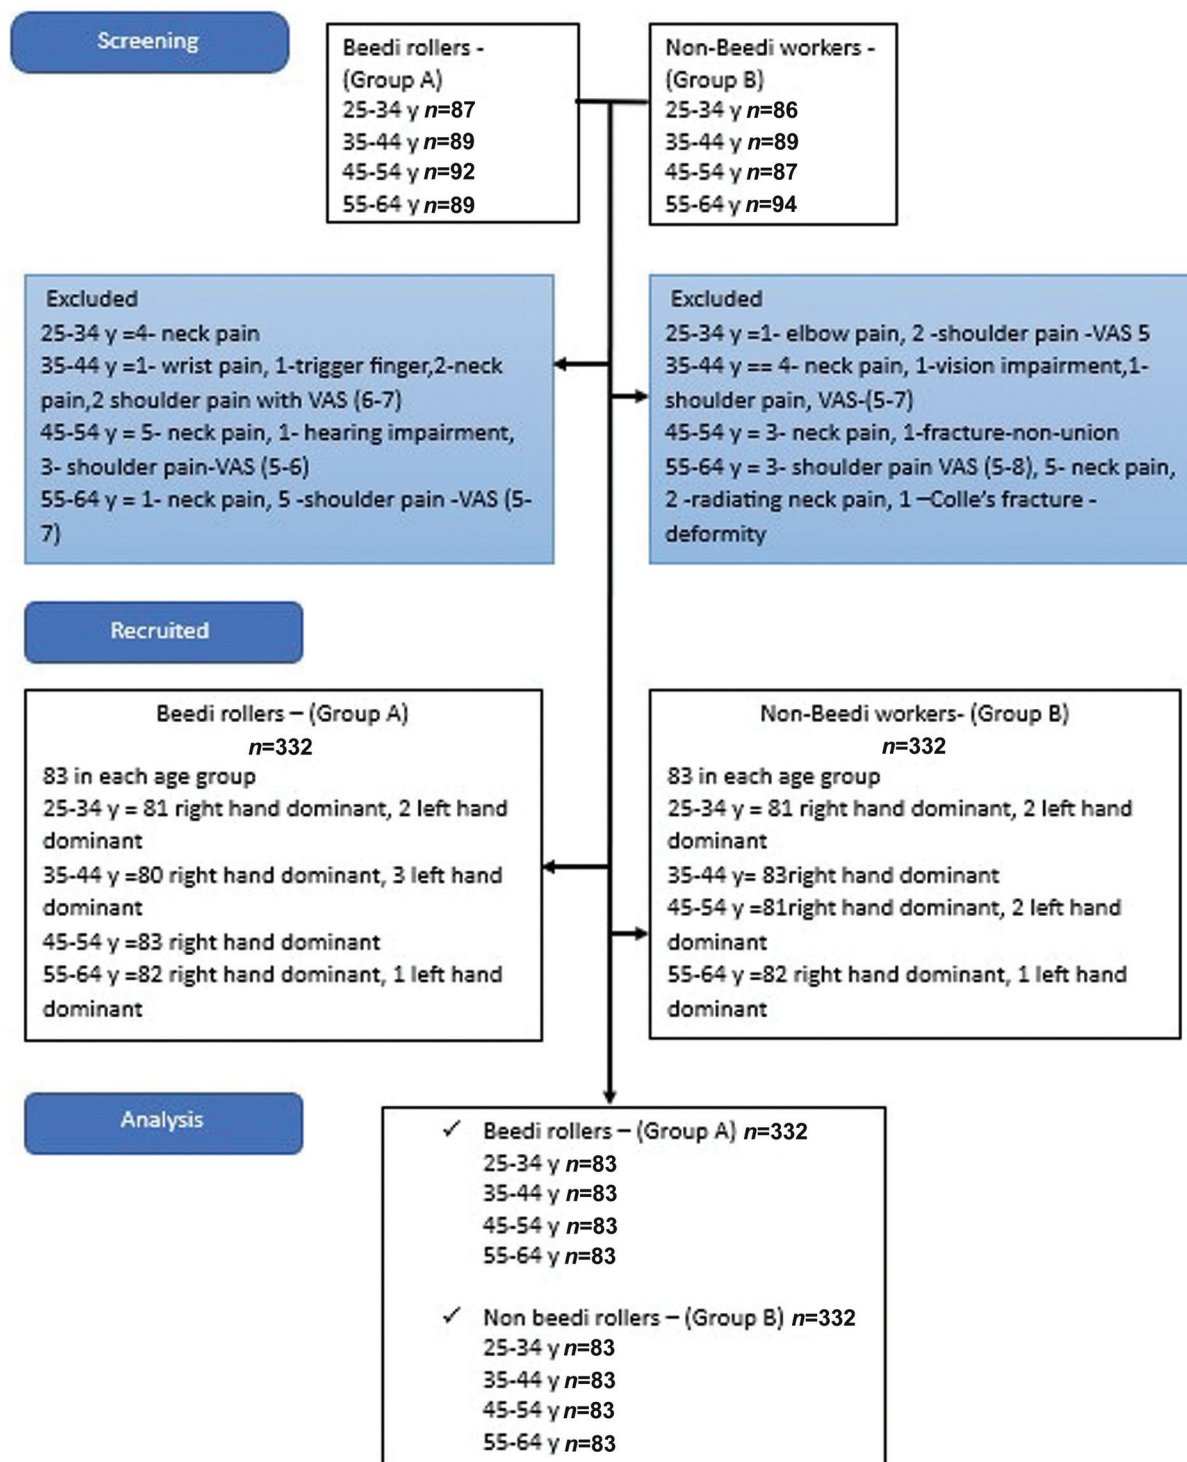 Screening
Beedi rollers -
(Group A)
25-34 y n=87
35-44 y n=89
45-54 y n=92
55-64 y n=89
Non-Beedi workers -
(Group B)
25-34 y n=86
35-44 y n=89
45-54 y n=87
55-64 y n=94
Excluded
25-34 y =4- neck pain
35-44 y =1- wrist pain, 1-trigger finger,2-neck
pain,2 shoulder pain with VAS (6-7)
45-54 y = 5- neck pain, 1- hearing impairment,
3- shoulder pain-VAS (5-6)
55-64 y = 1- neck pain, 5 -shoulder pain -VAS (5-
7)
Excluded
25-34 y =1- elbow pain, 2 -shoulder pain -VAS 5
35-44 y == 4- neck pain, 1-vision impairment,1-
shoulder pain, VAS-(5-7)
45-54 y = 3- neck pain, 1-fracture-non-union
55-64 y = 3- shoulder pain VAS (5-8), 5- neck pain,
2 -radiating neck pain, 1 –Colle's fracture -
deformity
Recruited
Beedi rollers – (Group A)
n=332
83 in each age group
25-34 y = 81 right hand dominant, 2 left hand
dominant
35-44 y =80 right hand dominant, 3 left hand
dominant
45-54 y =83 right hand dominant
55-64 y =82 right hand dominant, 1 left hand
dominant
Non-Beedi workers- (Group B)
n=332
83 in each age group
25-34 y = 81 right hand dominant, 2 left hand
dominant
35-44 y= 83right hand dominant
45-54 y =81right hand dominant, 2 left hand
dominant
55-64 y =82 right hand dominant, 1 left hand
dominant
Analysis
✓ Beedi rollers – (Group A) n=332
25-34 y n=83
35-44 y n=83
45-54 y n=83
55-64 y n=83
✓ Non beedi rollers – (Group B) n=332
25-34 y n=83
35-44 y n=83
45-54 y n=83
55-64 y n=83